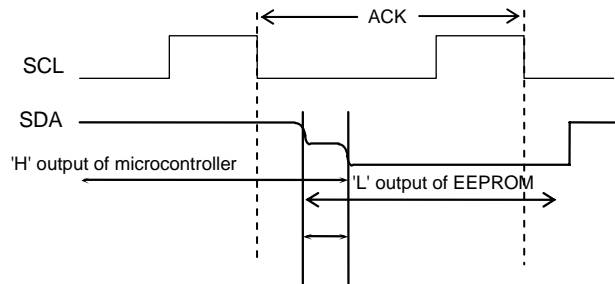 ACK
SCL
SDA
'H' output of microcontroller
'L' output of EEPROM